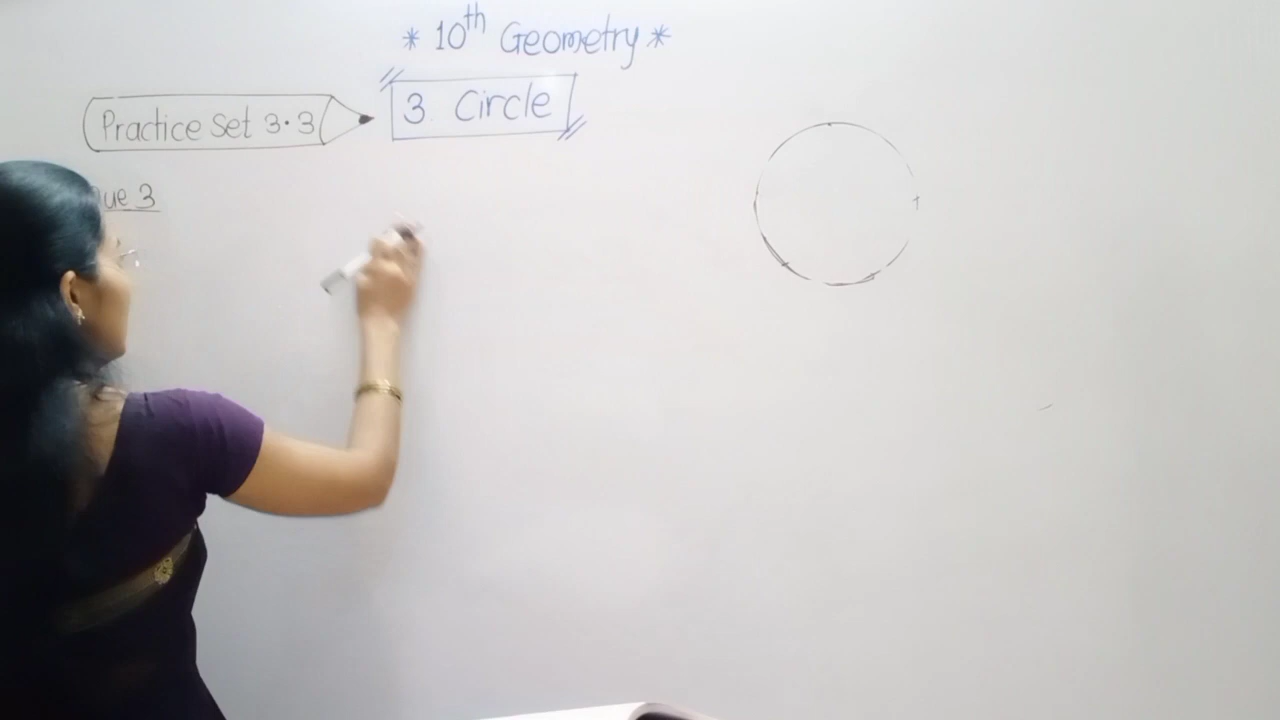 * 10th Geometry *
3. Circle
Practice Set 3.3
ue 3